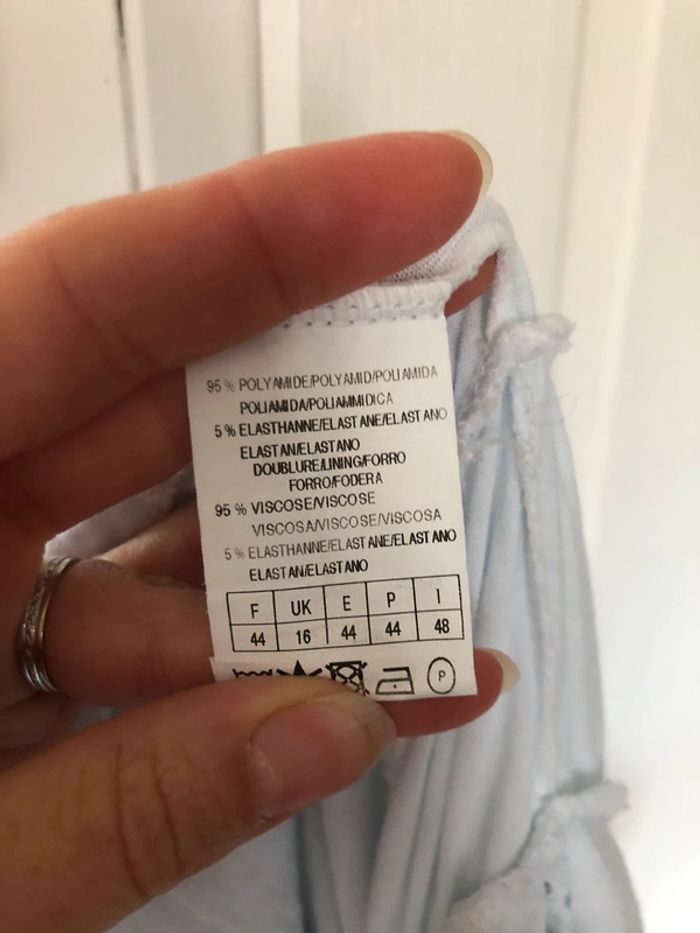 95 % POLYAMIDE/POLYAMID/POLIAMIDA
POLIAMIDA/POLIAMMIDICA
5 % ELASTHANNE/ELASTANE/ELASTANO
ELASTAN/ELASTANO
DOUBLURE/LINING/FORRO
FORRO/FODERA
95 % VISCOSE/VISCOSE
VISCOSA/VISCOSE/VISCOSA
5 % ELASTHANNE/ELASTANE/ELASTANO
ELASTAN/ELASTANO
F UK E P I
44 16 44 44 48
P